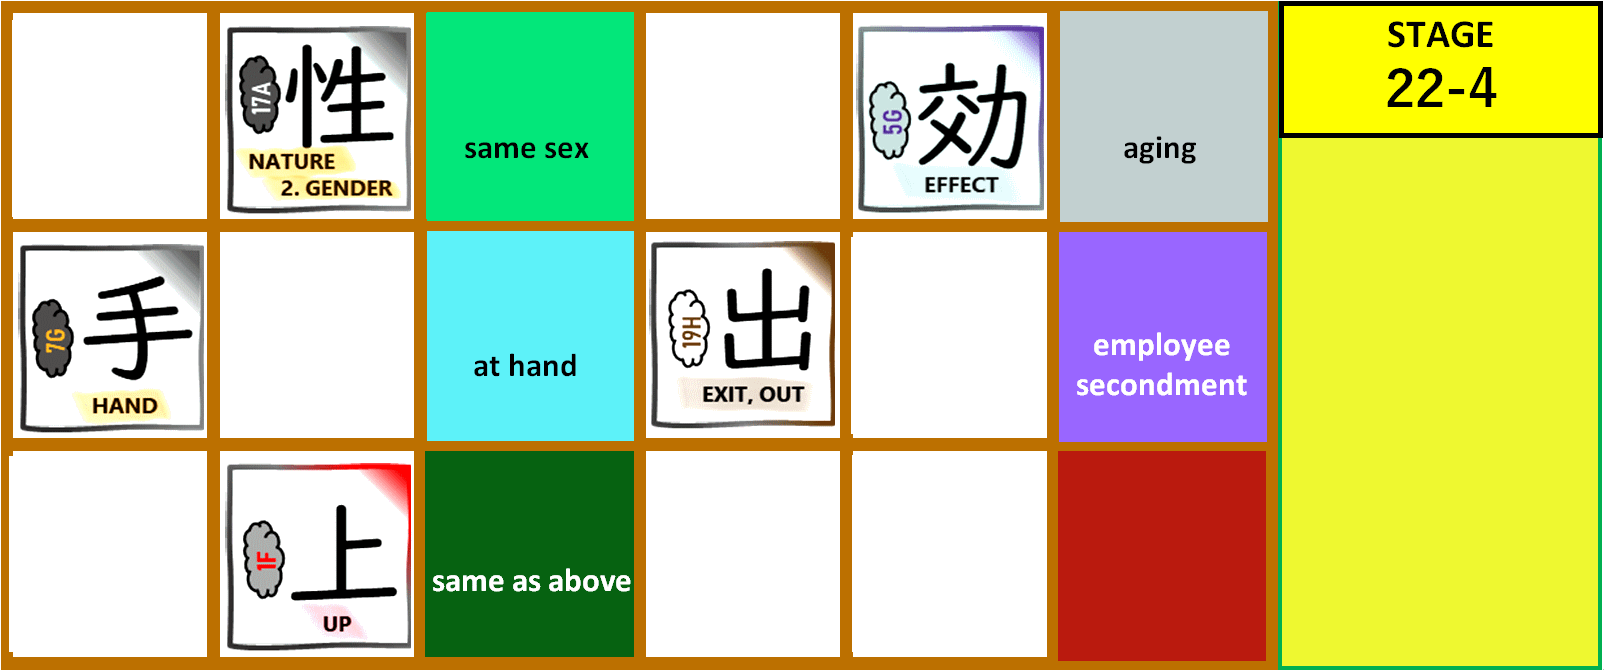 17A
性
NATURE
2. GENDER
same sex
5G
効
EFFECT
aging
STAGE
22-4
7G
手
HAND
at hand
19H
出
EXIT, OUT
employee
secondment
1F
上
UP
same as above